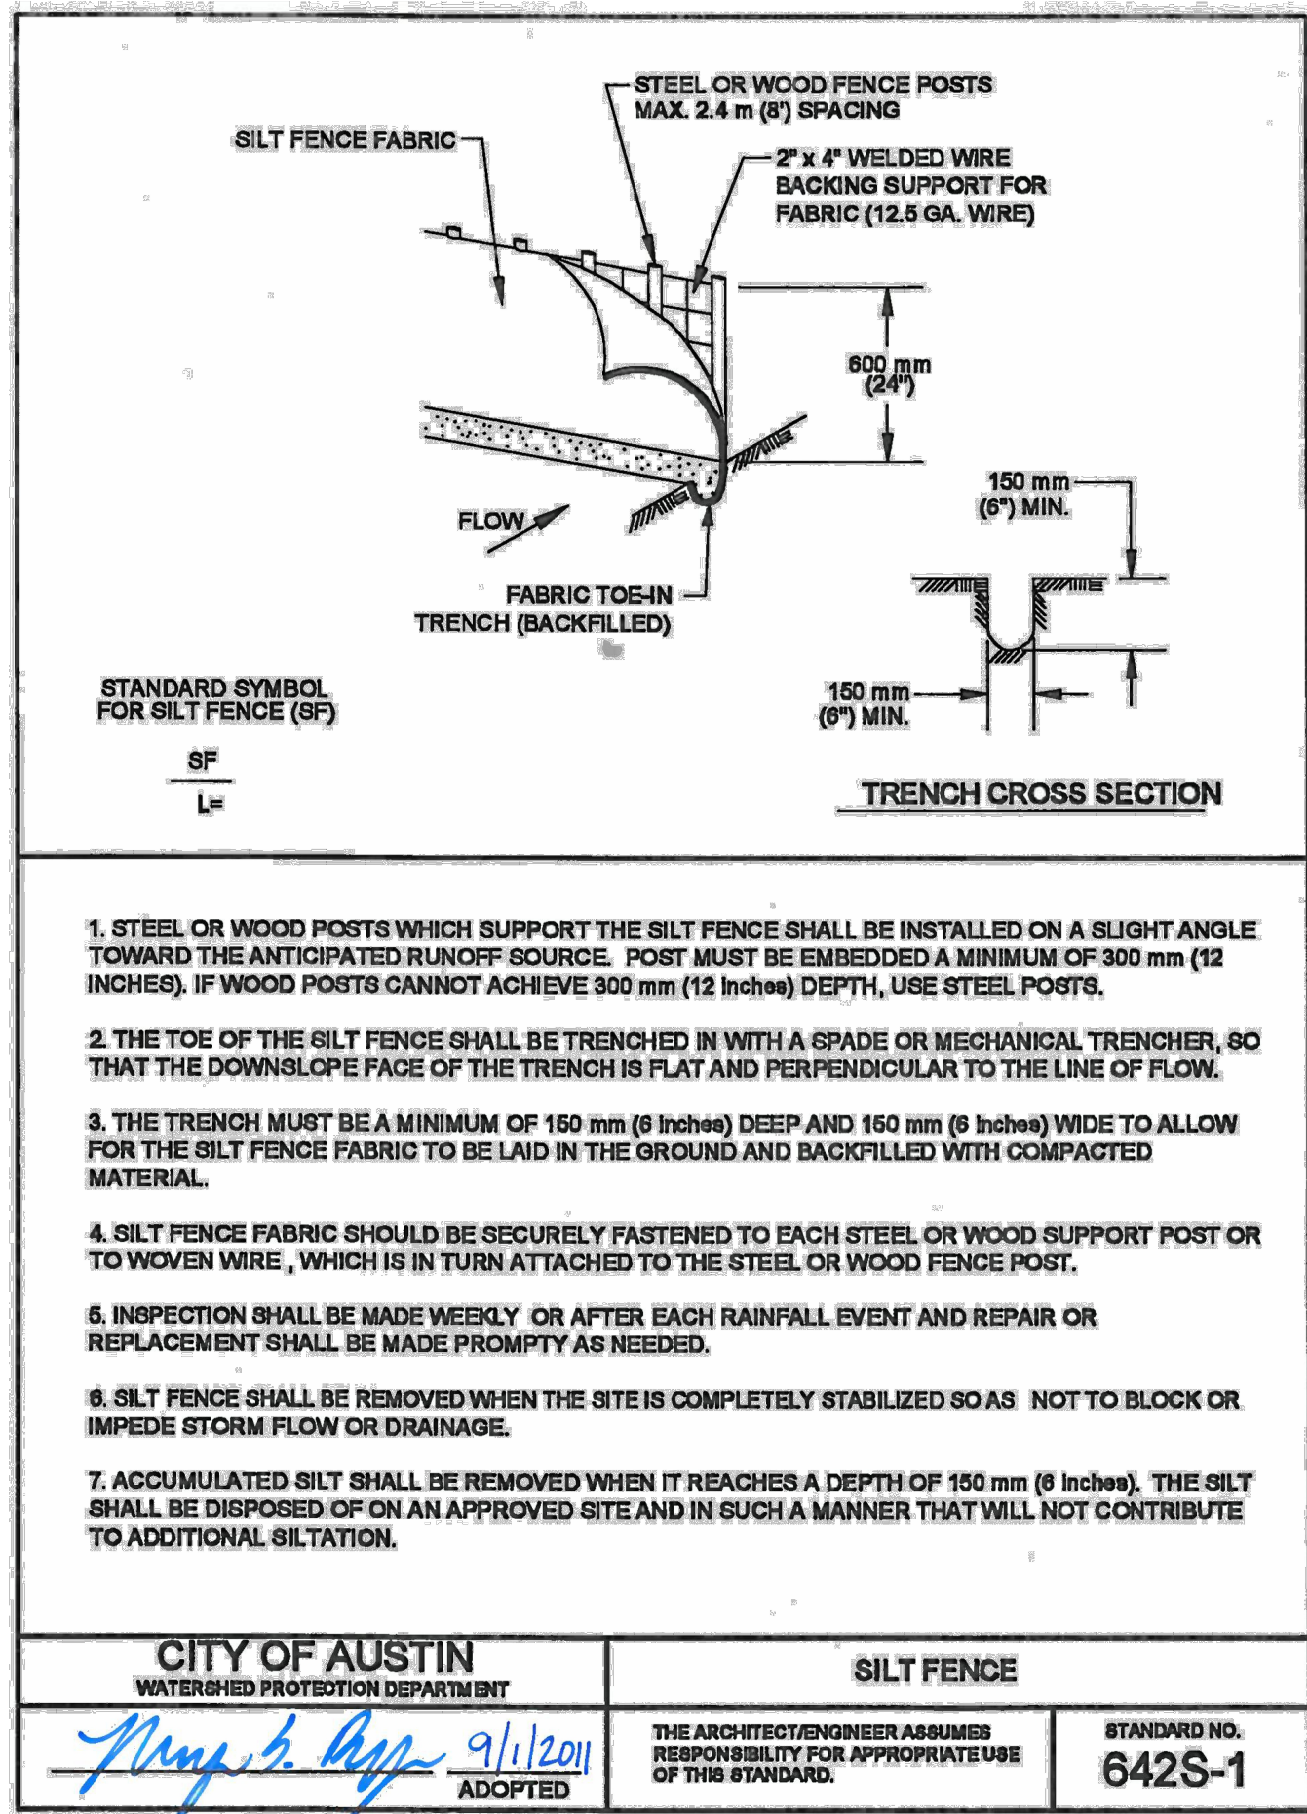 STEEL OR WOOD FENCE POSTS
MAX. 2.4 m (8') SPACING
SILT FENCE FABRIC
2" x 4" WELDED WIRE
BACKING SUPPORT FOR
FABRIC (12.5 GA. WIRE)
600 mm
(24")
150 mm
(6") MIN.
FLOW
FABRIC TOE-IN
TRENCH (BACKFILLED)
STANDARD SYMBOL
FOR SILT FENCE (SF)
SF
L=
150 mm
(6") MIN.
TRENCH CROSS SECTION
1. STEEL OR WOOD POSTS WHICH SUPPORT THE SILT FENCE SHALL BE INSTALLED ON A SLIGHT ANGLE
TOWARD THE ANTICIPATED RUNOFF SOURCE. POST MUST BE EMBEDDED A MINIMUM OF 300 mm (12
INCHES). IF WOOD POSTS CANNOT ACHIEVE 300 mm (12 inches) DEPTH, USE STEEL POSTS.
2. THE TOE OF THE SILT FENCE SHALL BE TRENCHED IN WITH A SPADE OR MECHANICAL TRENCHER, SO
THAT THE DOWNSLOPE FACE OF THE TRENCH IS FLAT AND PERPENDICULAR TO THE LINE OF FLOW.
3. THE TRENCH MUST BE A MINIMUM OF 150 mm (6 inches) DEEP AND 150 mm (6 inches) WIDE TO ALLOW
FOR THE SILT FENCE FABRIC TO BE LAID IN THE GROUND AND BACKFILLED WITH COMPACTED
MATERIAL.
4. SILT FENCE FABRIC SHOULD BE SECURELY FASTENED TO EACH STEEL OR WOOD SUPPORT POST OR
TO WOVEN WIRE , WHICH IS IN TURN ATTACHED TO THE STEEL OR WOOD FENCE POST.
5. INSPECTION SHALL BE MADE WEEKLY OR AFTER EACH RAINFALL EVENT AND REPAIR OR
REPLACEMENT SHALL BE MADE PROMPTY AS NEEDED.
6. SILT FENCE SHALL BE REMOVED WHEN THE SITE IS COMPLETELY STABILIZED SO AS NOT TO BLOCK OR
IMPEDE STORM FLOW OR DRAINAGE.
7. ACCUMULATED SILT SHALL BE REMOVED WHEN IT REACHES A DEPTH OF 150 mm (6 inches). THE SILT
SHALL BE DISPOSED OF ON AN APPROVED SITE AND IN SUCH A MANNER THAT WILL NOT CONTRIBUTE
TO ADDITIONAL SILTATION.
CITY OF AUSTIN
WATERSHED PROTECTION DEPARTMENT
SILT FENCE
9/1/2011
ADOPTED
THE ARCHITECT/ENGINEER ASSUMES
RESPONSIBILITY FOR APPROPRIATE USE
OF THIS STANDARD.
STANDARD NO.
642S-1